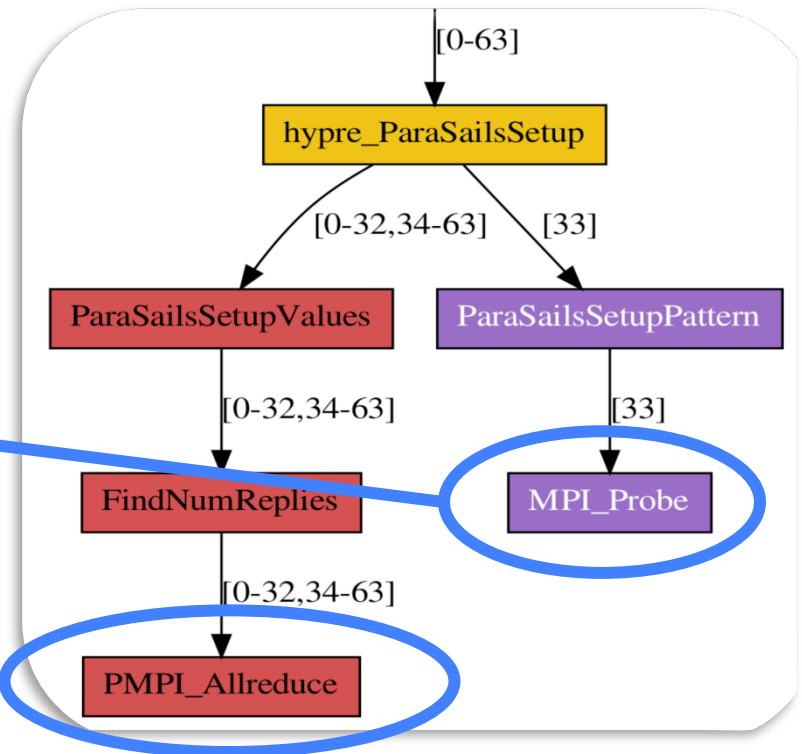 [0-63]
hypre_ParaSailsSetup
[0-32,34-63]
[33]
ParaSailsSetupValues
ParaSailsSetupPattern
[0-32,34-63]
[33]
FindNumReplies
MPI_Probe
[0-32,34-63]
PMPI_Allreduce